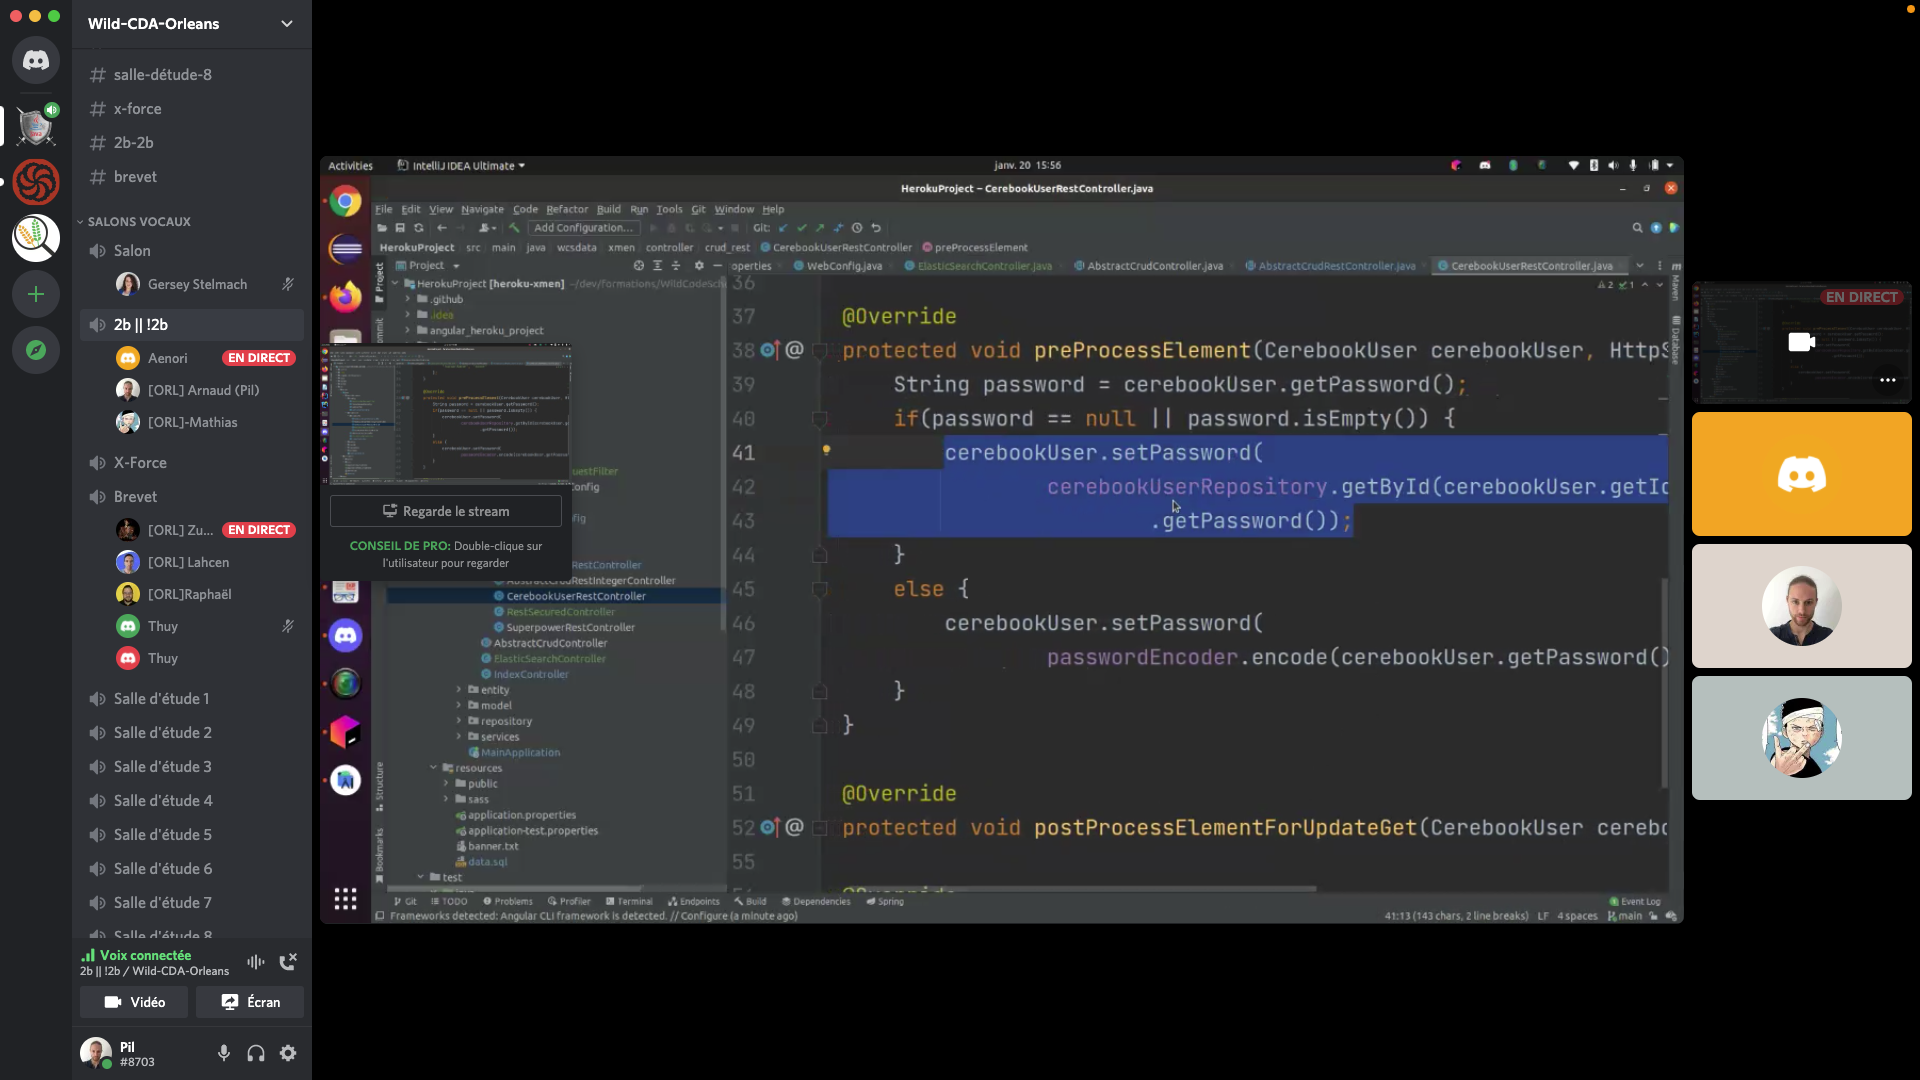 Wild-CDA-Orleans
# salle-détude-8
# x-force
# 2b-2b
# brevet
SALONS VOCAUX
Salon
Gersey Stelmach
2b || !2b
Aenori EN DIRECT
[ORL] Arnaud (Pil)
[ORL]-Mathias
X-Force
Brevet
[ORL] Zu... EN DIRECT
[ORL] Lahcen
[ORL]Raphaël
Thuy
Thuy
Salle d'étude 1
Salle d'étude 2
Salle d'étude 3
Salle d'étude 4
Salle d'étude 5
Salle d'étude 6
Salle d'étude 7
Salle d'étude 8
Voix connectée
2b || !2b / Wild-CDA-Orleans
Vidéo
Écran
Pil
#8703
Activities
IntelliJ IDEA Ultimate
janv. 20 15:56
HerokuProject – CerebookUserRestController.java
File Edit View Navigate Code Refactor Build Run Tools Git Window Help
Add Configuration...
Git:
HerokuProject src main java wcsdata xmen controller crud_rest CerebookUserRestController preProcessElement
Project
operties WebConfig.java ElasticSearchController.java AbstractCrudController.java AbstractCrudRestController.java CerebookUserRestController.java
Project
HerokuProject [heroku-xmen] ~/dev/formations/WildCodeSch
.github
.idea
angular_heroku_project
uestFilter
onfig
fig
Regarde le stream
CONSEIL DE PRO: Double-clique sur
l'utilisateur pour regarder
RestController
AbstractCrudRestIntegerController
CerebookUserRestController
RestSecuredController
SuperpowerRestController
AbstractCrudController
ElasticSearchController
IndexController
entity
model
repository
services
MainApplication
resources
public
sass
application.properties
application-test.properties
banner.txt
data.sql
test
Structure
Bookmarks
Maven
Database
2 1
36
37 @Override
38 @ protected void preProcessElement(CerebookUser cerebookUser, HttpS
39 String password = cerebookUser.getPassword();
40 if(password == null || password.isEmpty()) {
41 cerebookUser.setPassword(
42 cerebookUserRepository.getById(cerebookUser.getId
43 .getPassword());
44 }
45 else {
46 cerebookUser.setPassword(
47 passwordEncoder.encode(cerebookUser.getPassword()
48 }
49 }
50
51 @Override
52 @ protected void postProcessElementForUpdateGet(CerebookUser cerebo
55
Git TODO Problems Profiler Terminal Endpoints Build Dependencies Spring Event Log
Frameworks detected: Angular CLI framework is detected. // Configure (a minute ago) 41:13 (143 chars, 2 line breaks) LF 4 spaces main
EN DIRECT